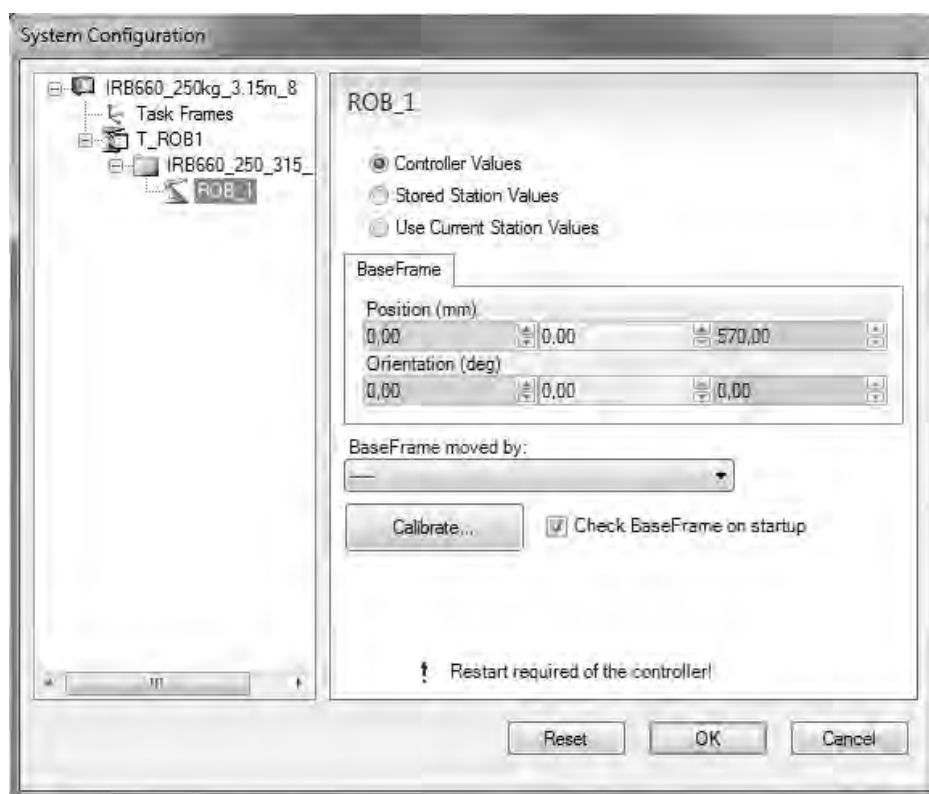 System Configuration
IRB660_250kg_3.15m_8
Task Frames
T_ROB1
IRB660_250_315_
ROB_1
ROB_1
Controller Values
Stored Station Values
Use Current Station Values
BaseFrame
Position (mm)
0,00 0,00 570,00
Orientation (deg)
0,00 0,00 0,00
BaseFrame moved by:
----
Calibrate... Check BaseFrame on startup
! Restart required of the controller!
Reset OK Cancel